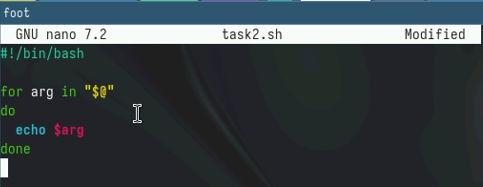 foot
GNU nano 7.2 task2.sh Modified
#!/bin/bash
for arg in "$@"
do
echo $arg
done